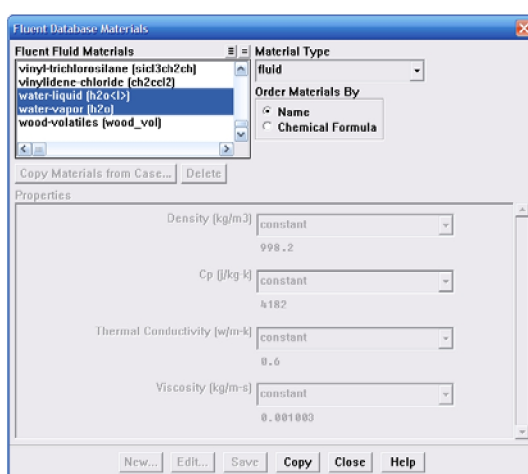 Fluent Database Materials
Fluent Fluid Materials
Material Type
vinyl-trichlorosilane (sicl3ch2ch)
vinylidene-chloride (ch2ccl2)
water-liquid (h2o<l>)
water-vapor (h2o)
wood-volatiles (wood_vol)
fluid
Order Materials By
Name
Chemical Formula
Copy Materials from Case... Delete
Properties
Density (kg/m3) constant
998.2
Cp (j/kg-k) constant
4182
Thermal Conductivity (w/m-k) constant
0.6
Viscosity (kg/m-s) constant
0.001003
New... Edit... Save Copy Close Help